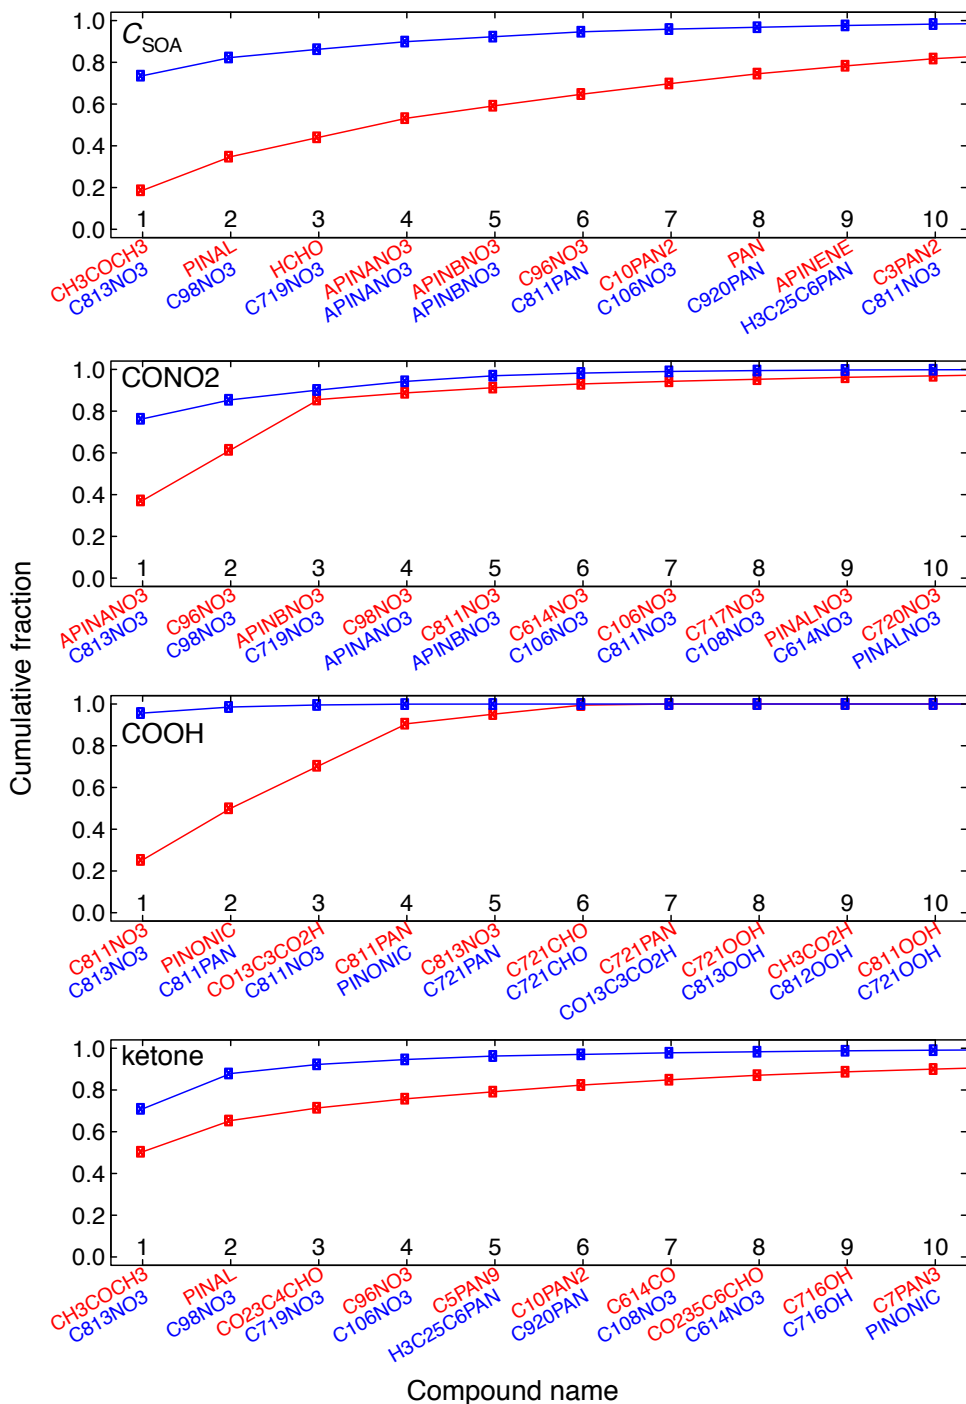 Cumulative fraction
1.0
0.8
0.6
0.4
0.2
0.0
CSOA
1 2 3 4 5 6 7 8 9 10
CH3COCH3 PINAL HCHO APINANO3 APINBNO3 C96NO3 C10PAN2 PAN APINENE C3PAN2
C813NO3 C98NO3 C719NO3 APINANO3 APINBNO3 C811PAN C106NO3 C920PAN H3C25C6PAN C811NO3
1.0
0.8
0.6
0.4
0.2
0.0
CONO2
1 2 3 4 5 6 7 8 9 10
APINANO3 C96NO3 APINBNO3 C98NO3 C811NO3 C614NO3 C106NO3 C717NO3 PINALNO3 C720NO3
C813NO3 C98NO3 C719NO3 APINANO3 APINBNO3 C106NO3 C811NO3 C108NO3 C614NO3 PINALNO3
1.0
0.8
0.6
0.4
0.2
0.0
COOH
1 2 3 4 5 6 7 8 9 10
C811NO3 PINONIC CO13C3CO2H C811PAN C813NO3 C721CHO C721PAN C721OOH CH3CO2H C811OOH
C813NO3 C811PAN C811NO3 PINONIC C721PAN C721CHO CO13C3CO2H C813OOH C812OOH C721OOH
1.0
0.8
0.6
0.4
0.2
0.0
ketone
1 2 3 4 5 6 7 8 9 10
CH3COCH3 PINAL CO23C4CHO C96NO3 C5PAN9 C10PAN2 C614CO CO235C6CHO C716OH C7PAN3
C813NO3 C98NO3 C719NO3 C106NO3 H3C25C6PAN C920PAN C108NO3 C614NO3 C716OH PINONIC
Compound name